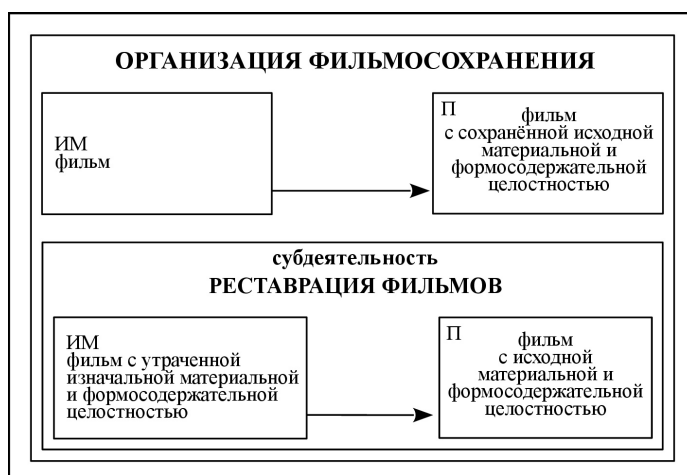 ОРГАНИЗАЦИЯ ФИЛЬМОСОХРАНЕНИЯ
ИМ
фильм
П
фильм
с сохранённой исходной
материальной и
формосодержательной
целостностью
субдеятельность
РЕСТАВРАЦИЯ ФИЛЬМОВ
ИМ
фильм с утраченной
изначальной материальной
и формосодержательной
целостностью
П
фильм
с исходной
материальной и
формосодержательной
целостностью